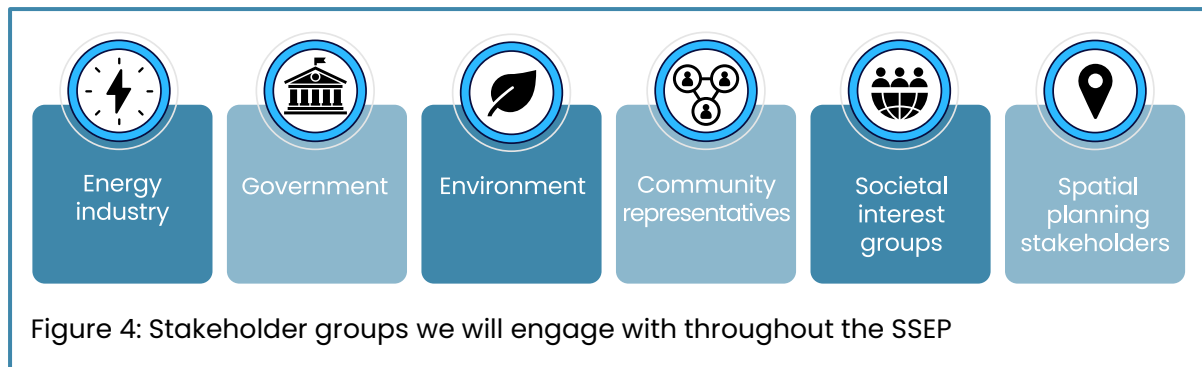 Energy
industry
Government
Environment
Community
representatives
Societal
interest
groups
Spatial
planning
stakeholders
Figure 4: Stakeholder groups we will engage with throughout the SSEP